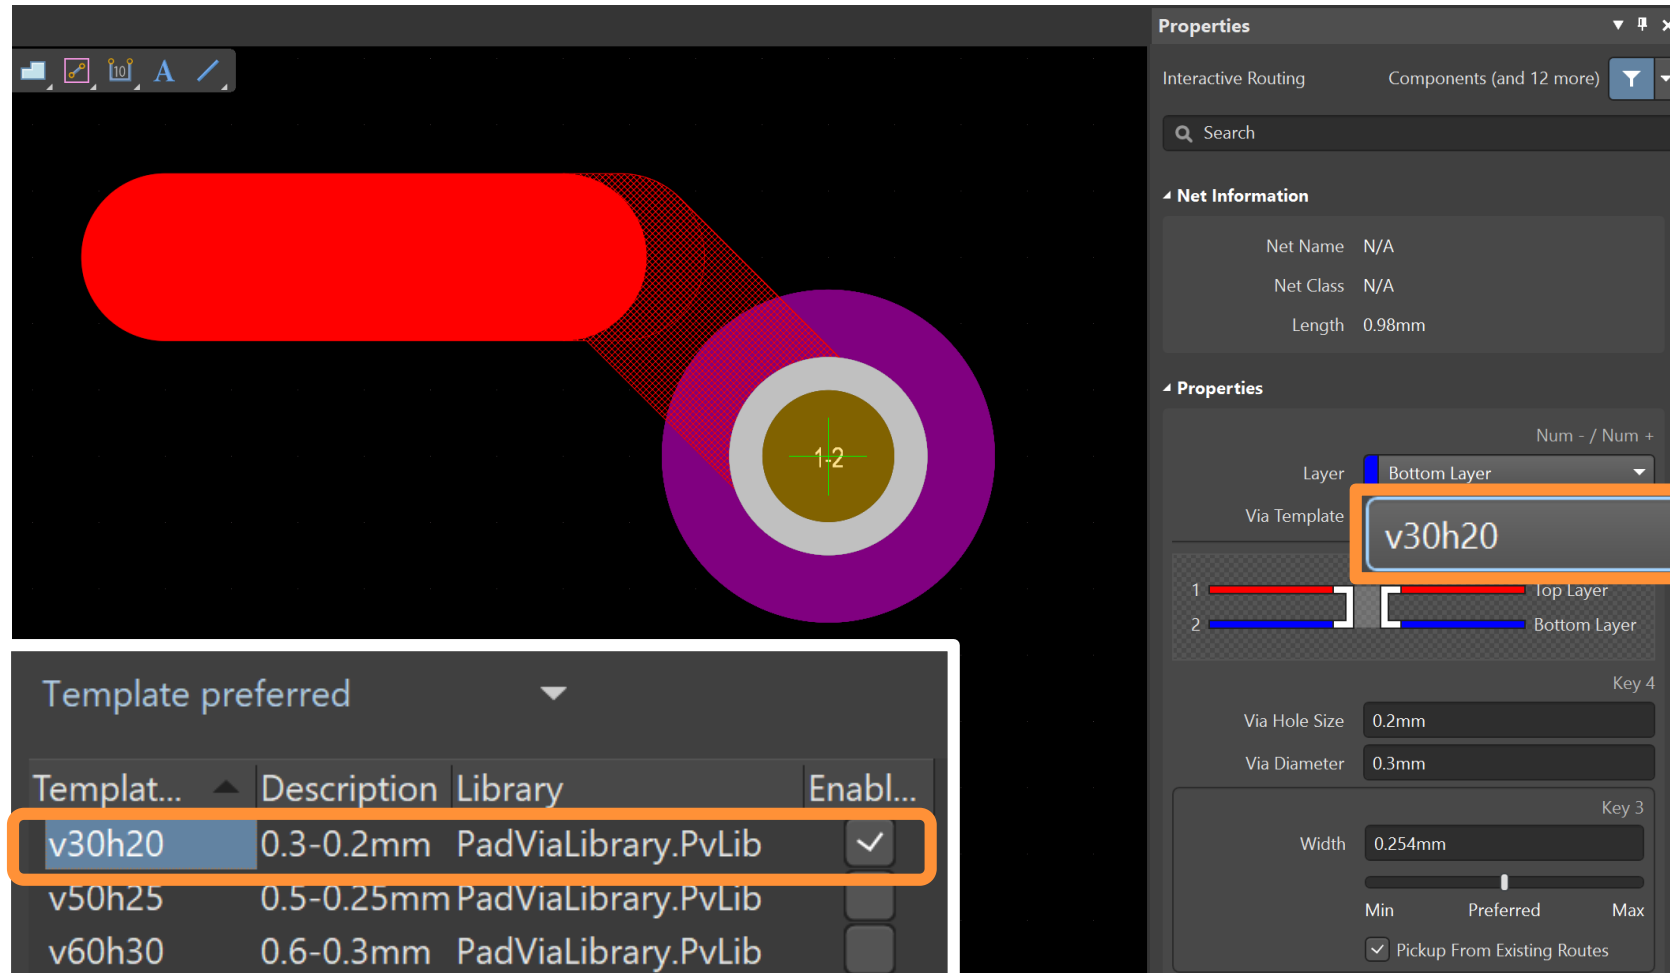 Properties
Interactive Routing Components (and 12 more)
Search
Net Information
Net Name N/A
Net Class N/A
Length 0.98mm
Properties
Num - / Num +
Layer Bottom Layer
Via Template v30h20
1 Top Layer
2 Bottom Layer
Key 4
Via Hole Size 0.2mm
Via Diameter 0.3mm
Key 3
Width 0.254mm
Min Preferred Max
Pickup From Existing Routes
10 A
1-2
Template preferred
Templat... Description Library Enabl...
v30h20 0.3-0.2mm PadViaLibrary.PvLib
v50h25 0.5-0.25mm PadViaLibrary.PvLib
v60h30 0.6-0.3mm PadViaLibrary.PvLib